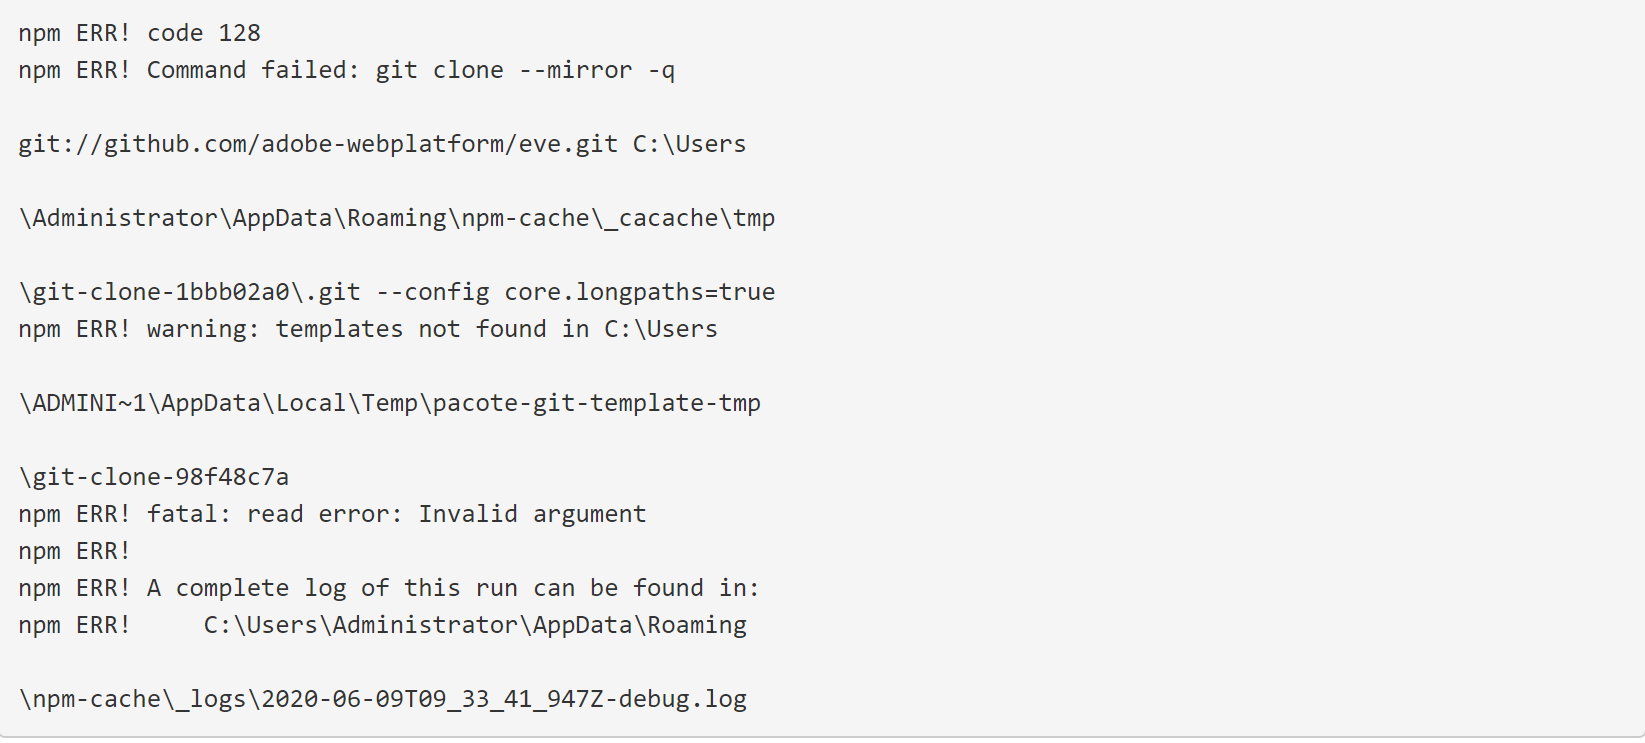 npm ERR! code 128
npm ERR! Command failed: git clone --mirror -q
git://github.com/adobe-webplatform/eve.git C:\Users
\Administrator\AppData\Roaming\npm-cache\_cacache\tmp
\git-clone-1bbb02a0\.git --config core.longpaths=true
npm ERR! warning: templates not found in C:\Users
\ADMINI~1\AppData\Local\Temp\pacote-git-template-tmp
\git-clone-98f48c7a
npm ERR! fatal: read error: Invalid argument
npm ERR!
npm ERR! A complete log of this run can be found in:
npm ERR!     C:\Users\Administrator\AppData\Roaming
\npm-cache\_logs\2020-06-09T09_33_41_947Z-debug.log